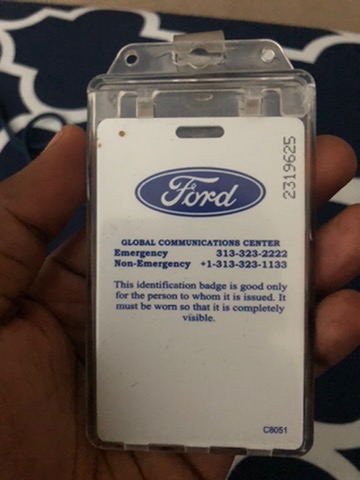 2319625
Ford
GLOBAL COMMUNICATIONS CENTER
Emergency 313-323-2222
Non-Emergency +1-313-323-1133
This identification badge is good only
for the person to whom it is issued. It
must be worn so that it is completely
visible.
C8051